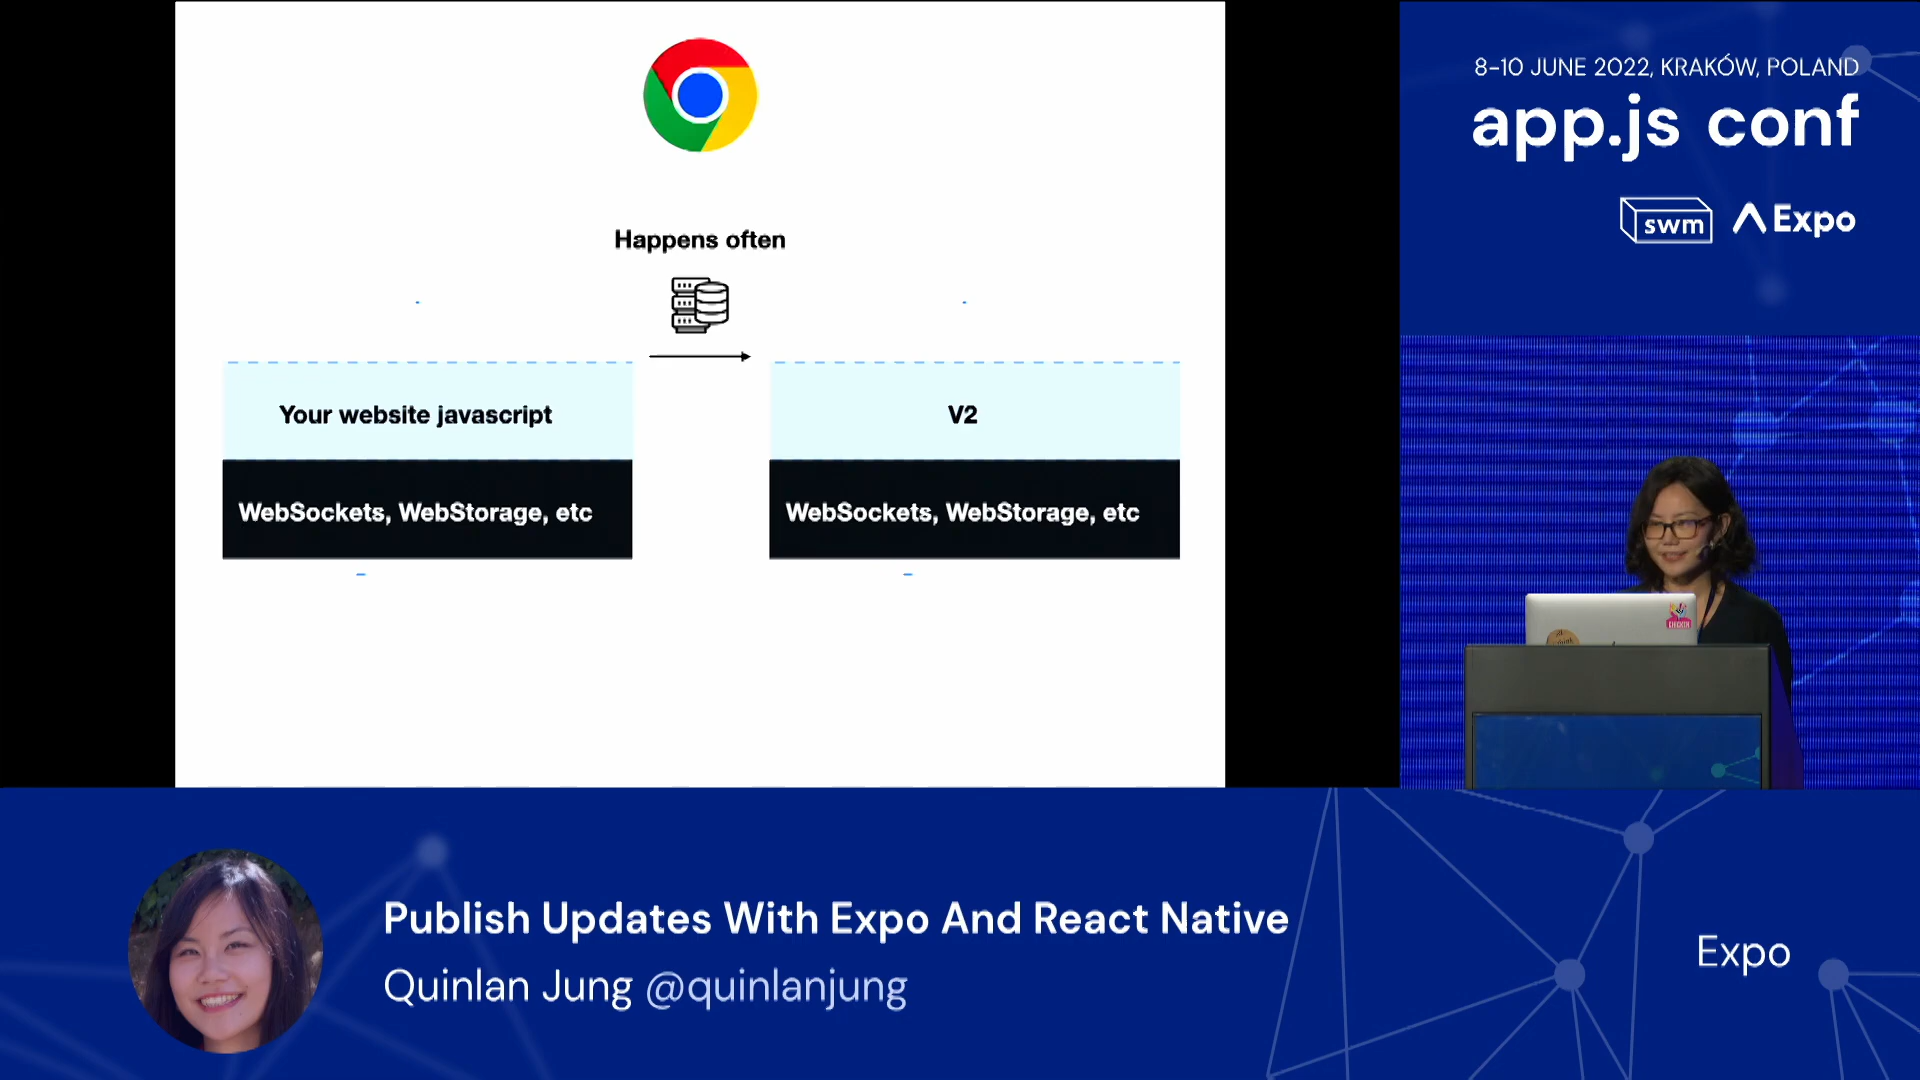 Happens often
Your website javascript
V2
WebSockets, WebStorage, etc
WebSockets, WebStorage, etc
8-10 JUNE 2022, KRAKÓW, POLAND
app.js conf
swm
Expo
CHICKEN
Publish Updates With Expo And React Native
Quinlan Jung @quinlanjung
Expo